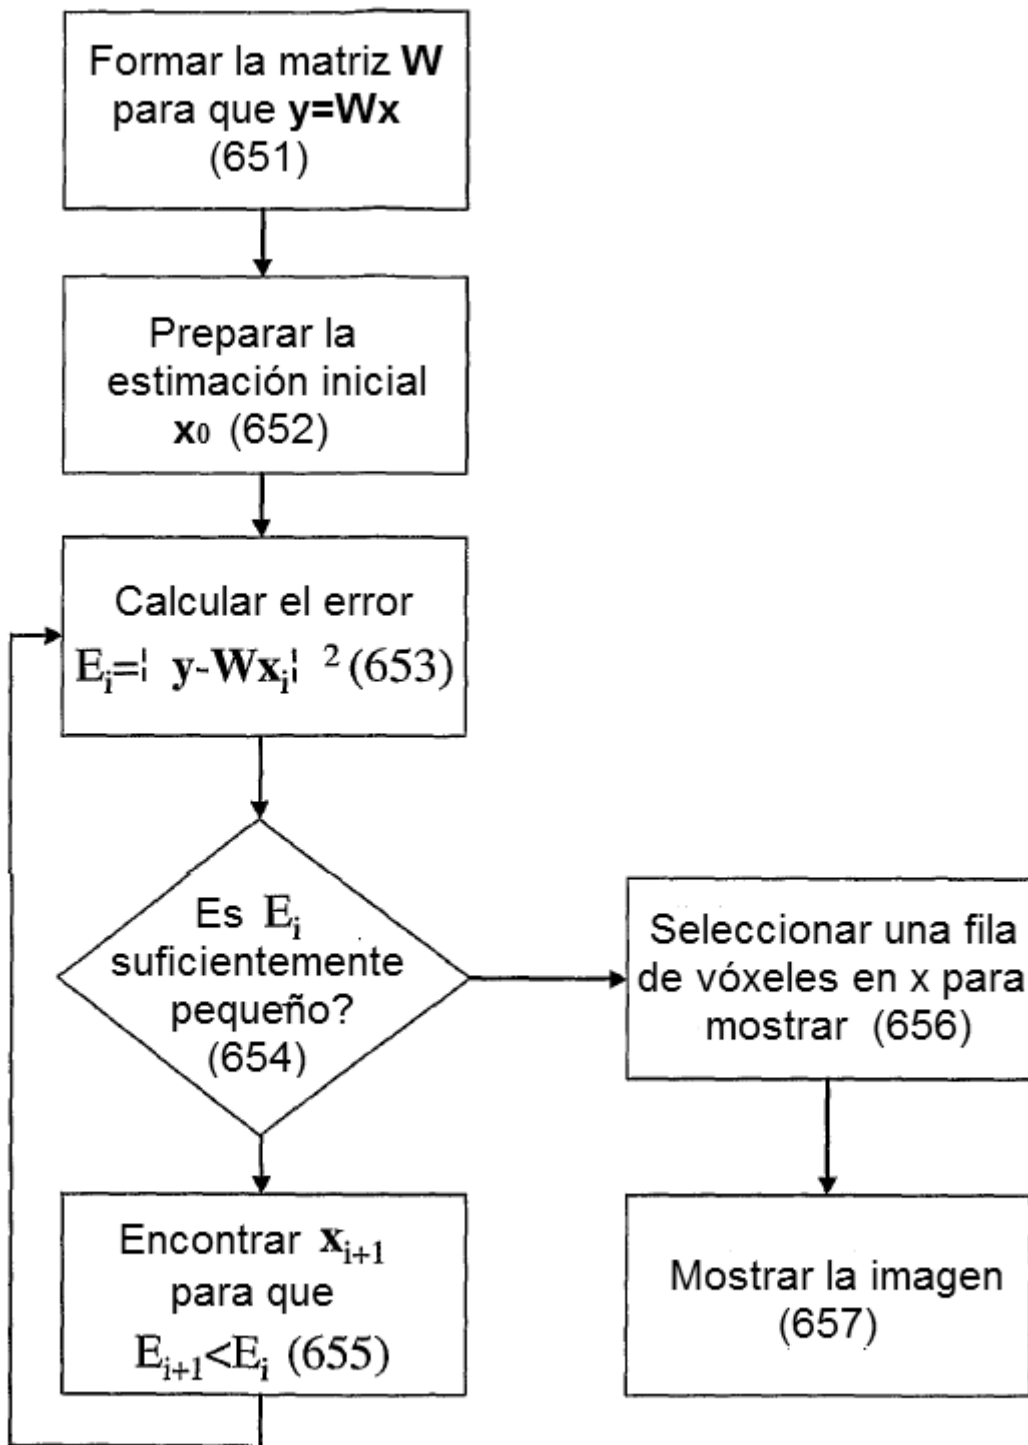 Formar la matriz W
para que y=Wx
(651)
Preparar la
estimación inicial
x₀ (652)
Calcular el error
Eᵢ=¦ y-Wxᵢ¦ ² (653)
Es Eᵢ
suficientemente
pequeño?
(654)
Seleccionar una fila
de vóxeles en x para
mostrar (656)
Encontrar xᵢ₊₁
para que
Eᵢ₊₁<Eᵢ (655)
Mostrar la imagen
(657)